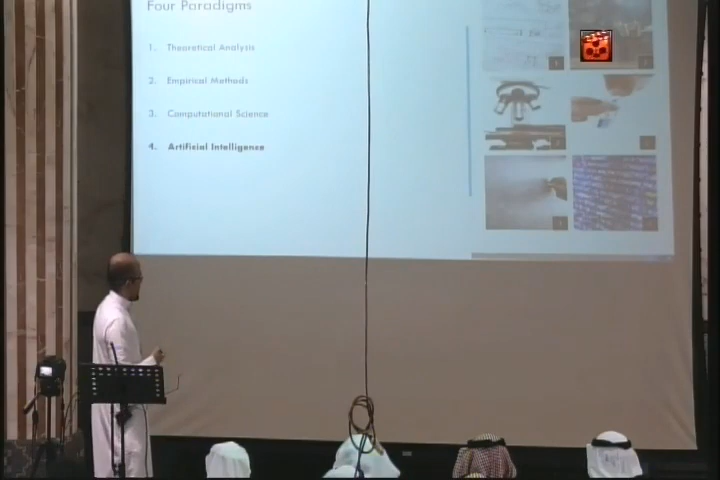 Four Paradigms
1. Theoretical Analysis
2. Empirical Methods
3. Computational Science
4. Artificial Intelligence